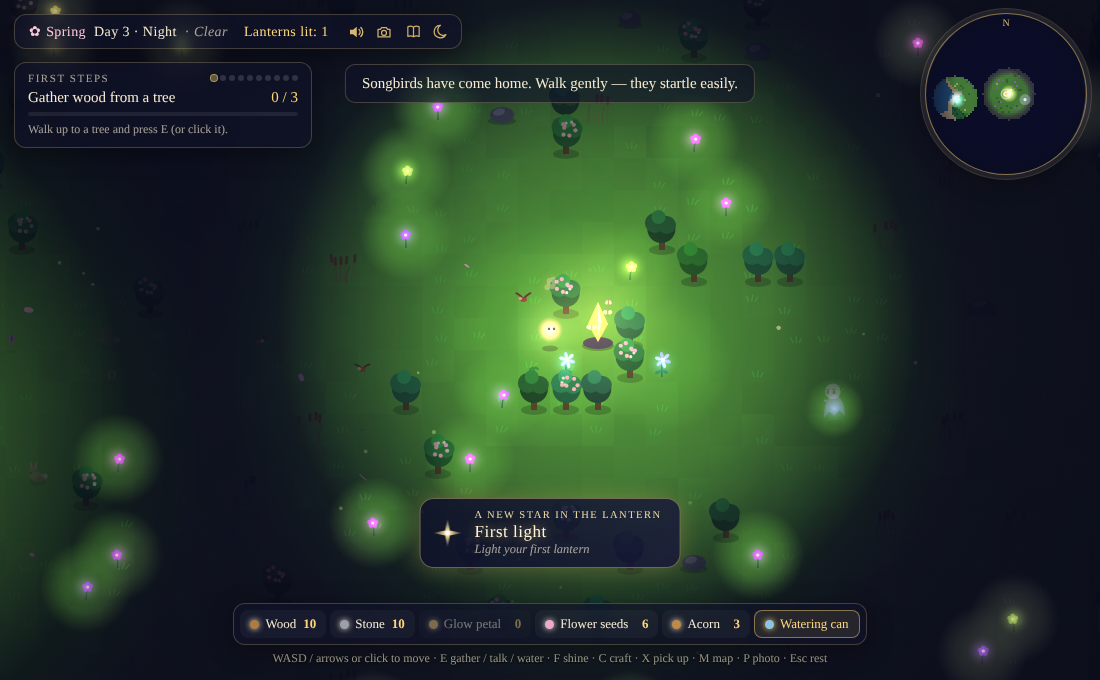 Spring Day 3 · Night · Clear Lanterns lit: 1
N
FIRST STEPS
Gather wood from a tree 0 / 3
Walk up to a tree and press E (or click it).
Songbirds have come home. Walk gently — they startle easily.
A NEW STAR IN THE LANTERN
First light
Light your first lantern
Wood 10 Stone 10 Glow petal 0 Flower seeds 6 Acorn 3 Watering can
WASD / arrows or click to move · E gather / talk / water · F shine · C craft · X pick up · M map · P photo · Esc rest